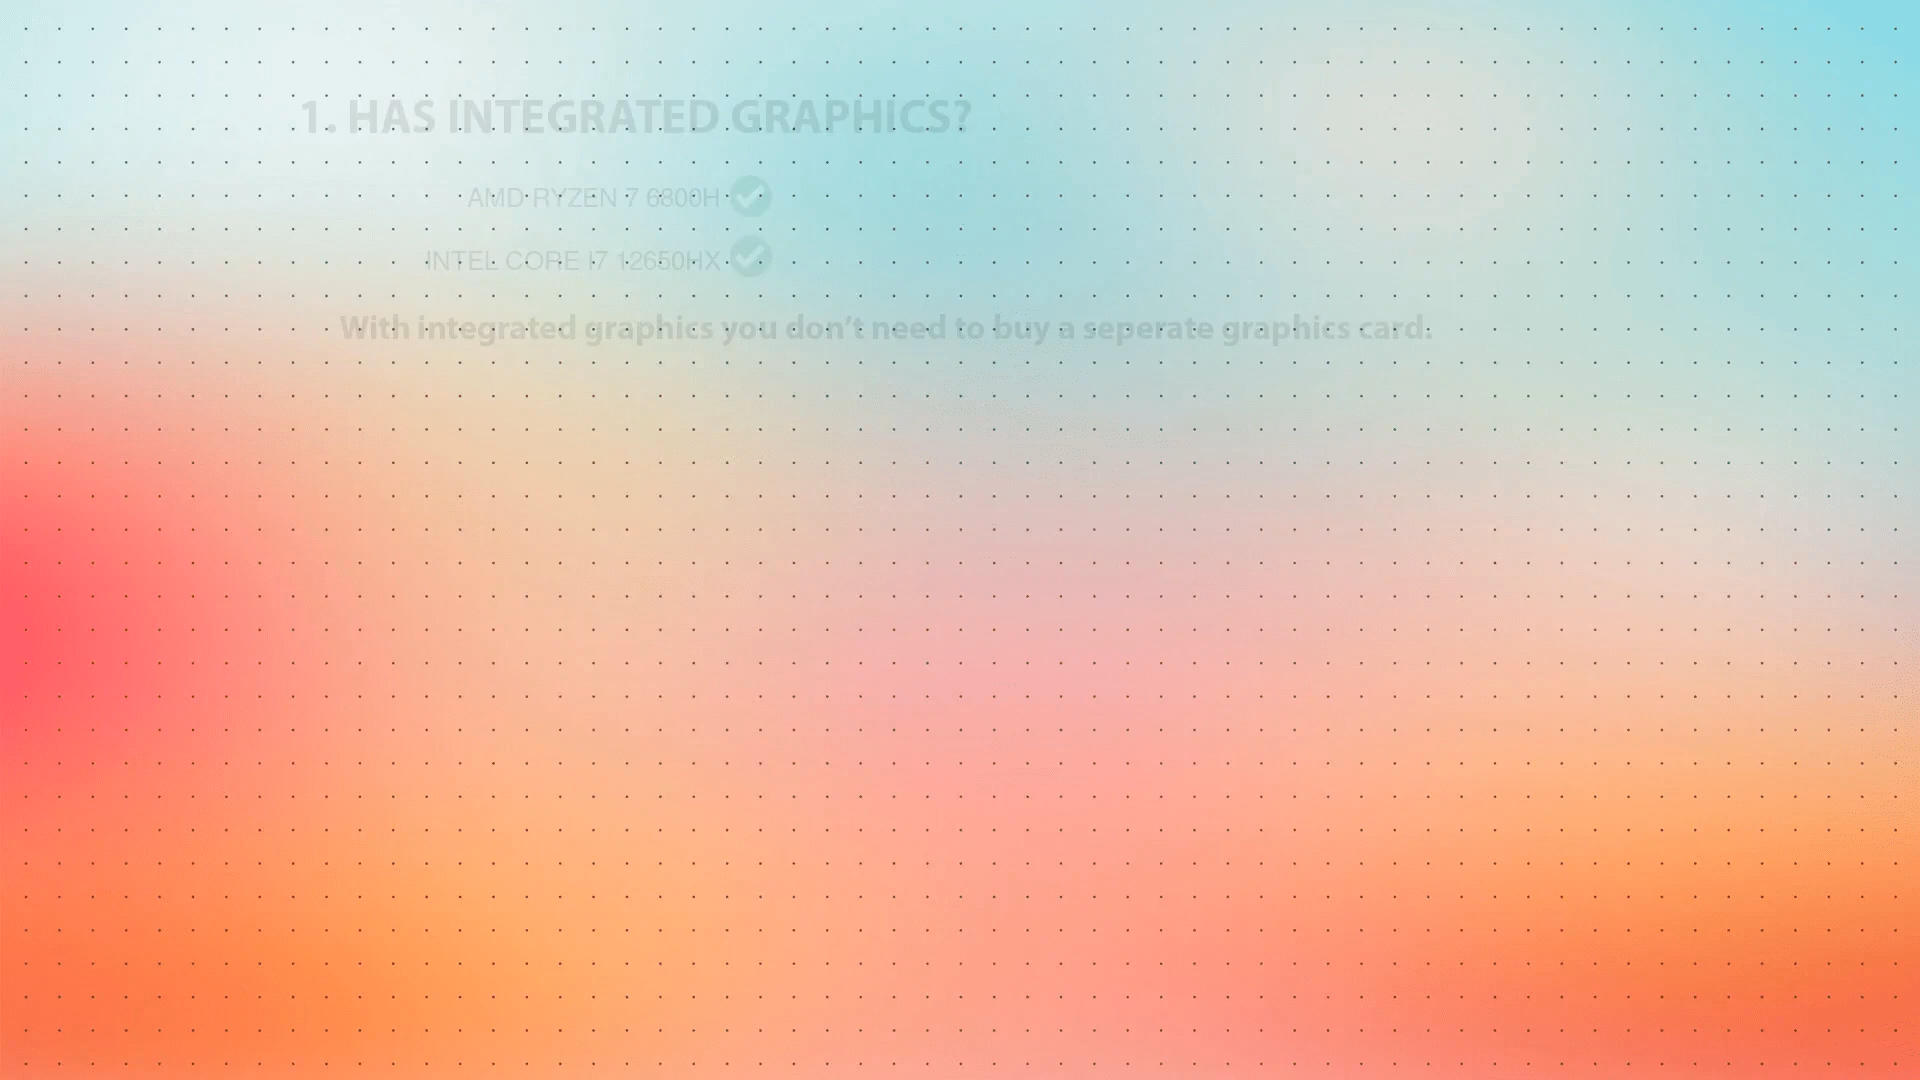 1. HAS INTEGRATED GRAPHICS?
AMD RYZEN 7 6800H
INTEL CORE I7 12650HX
With integrated graphics you don’t need to buy a seperate graphics card.